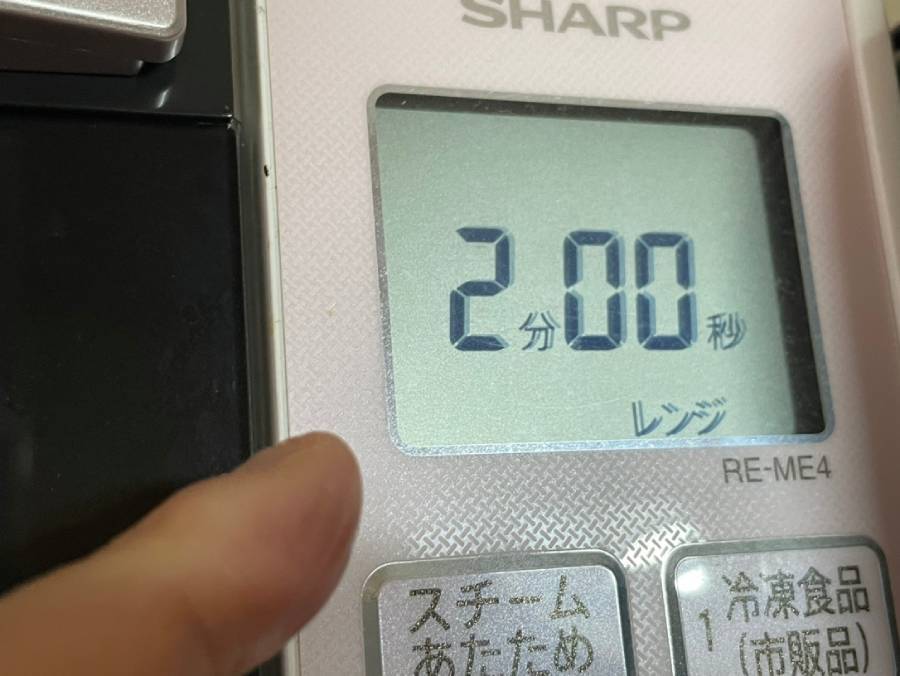 SHARP
2分00秒
レンジ
RE-ME4
スチーム
あたため
1 冷凍食品
(市販品)